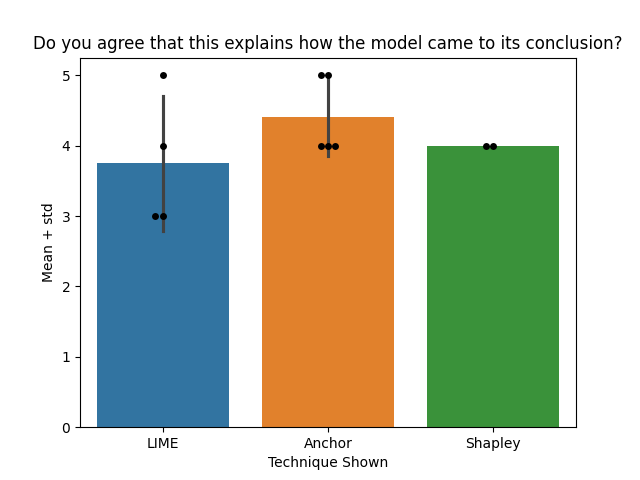 Do you agree that this explains how the model came to its conclusion?
Mean + std
5
4
3
2
1
0
LIME Anchor Shapley
Technique Shown